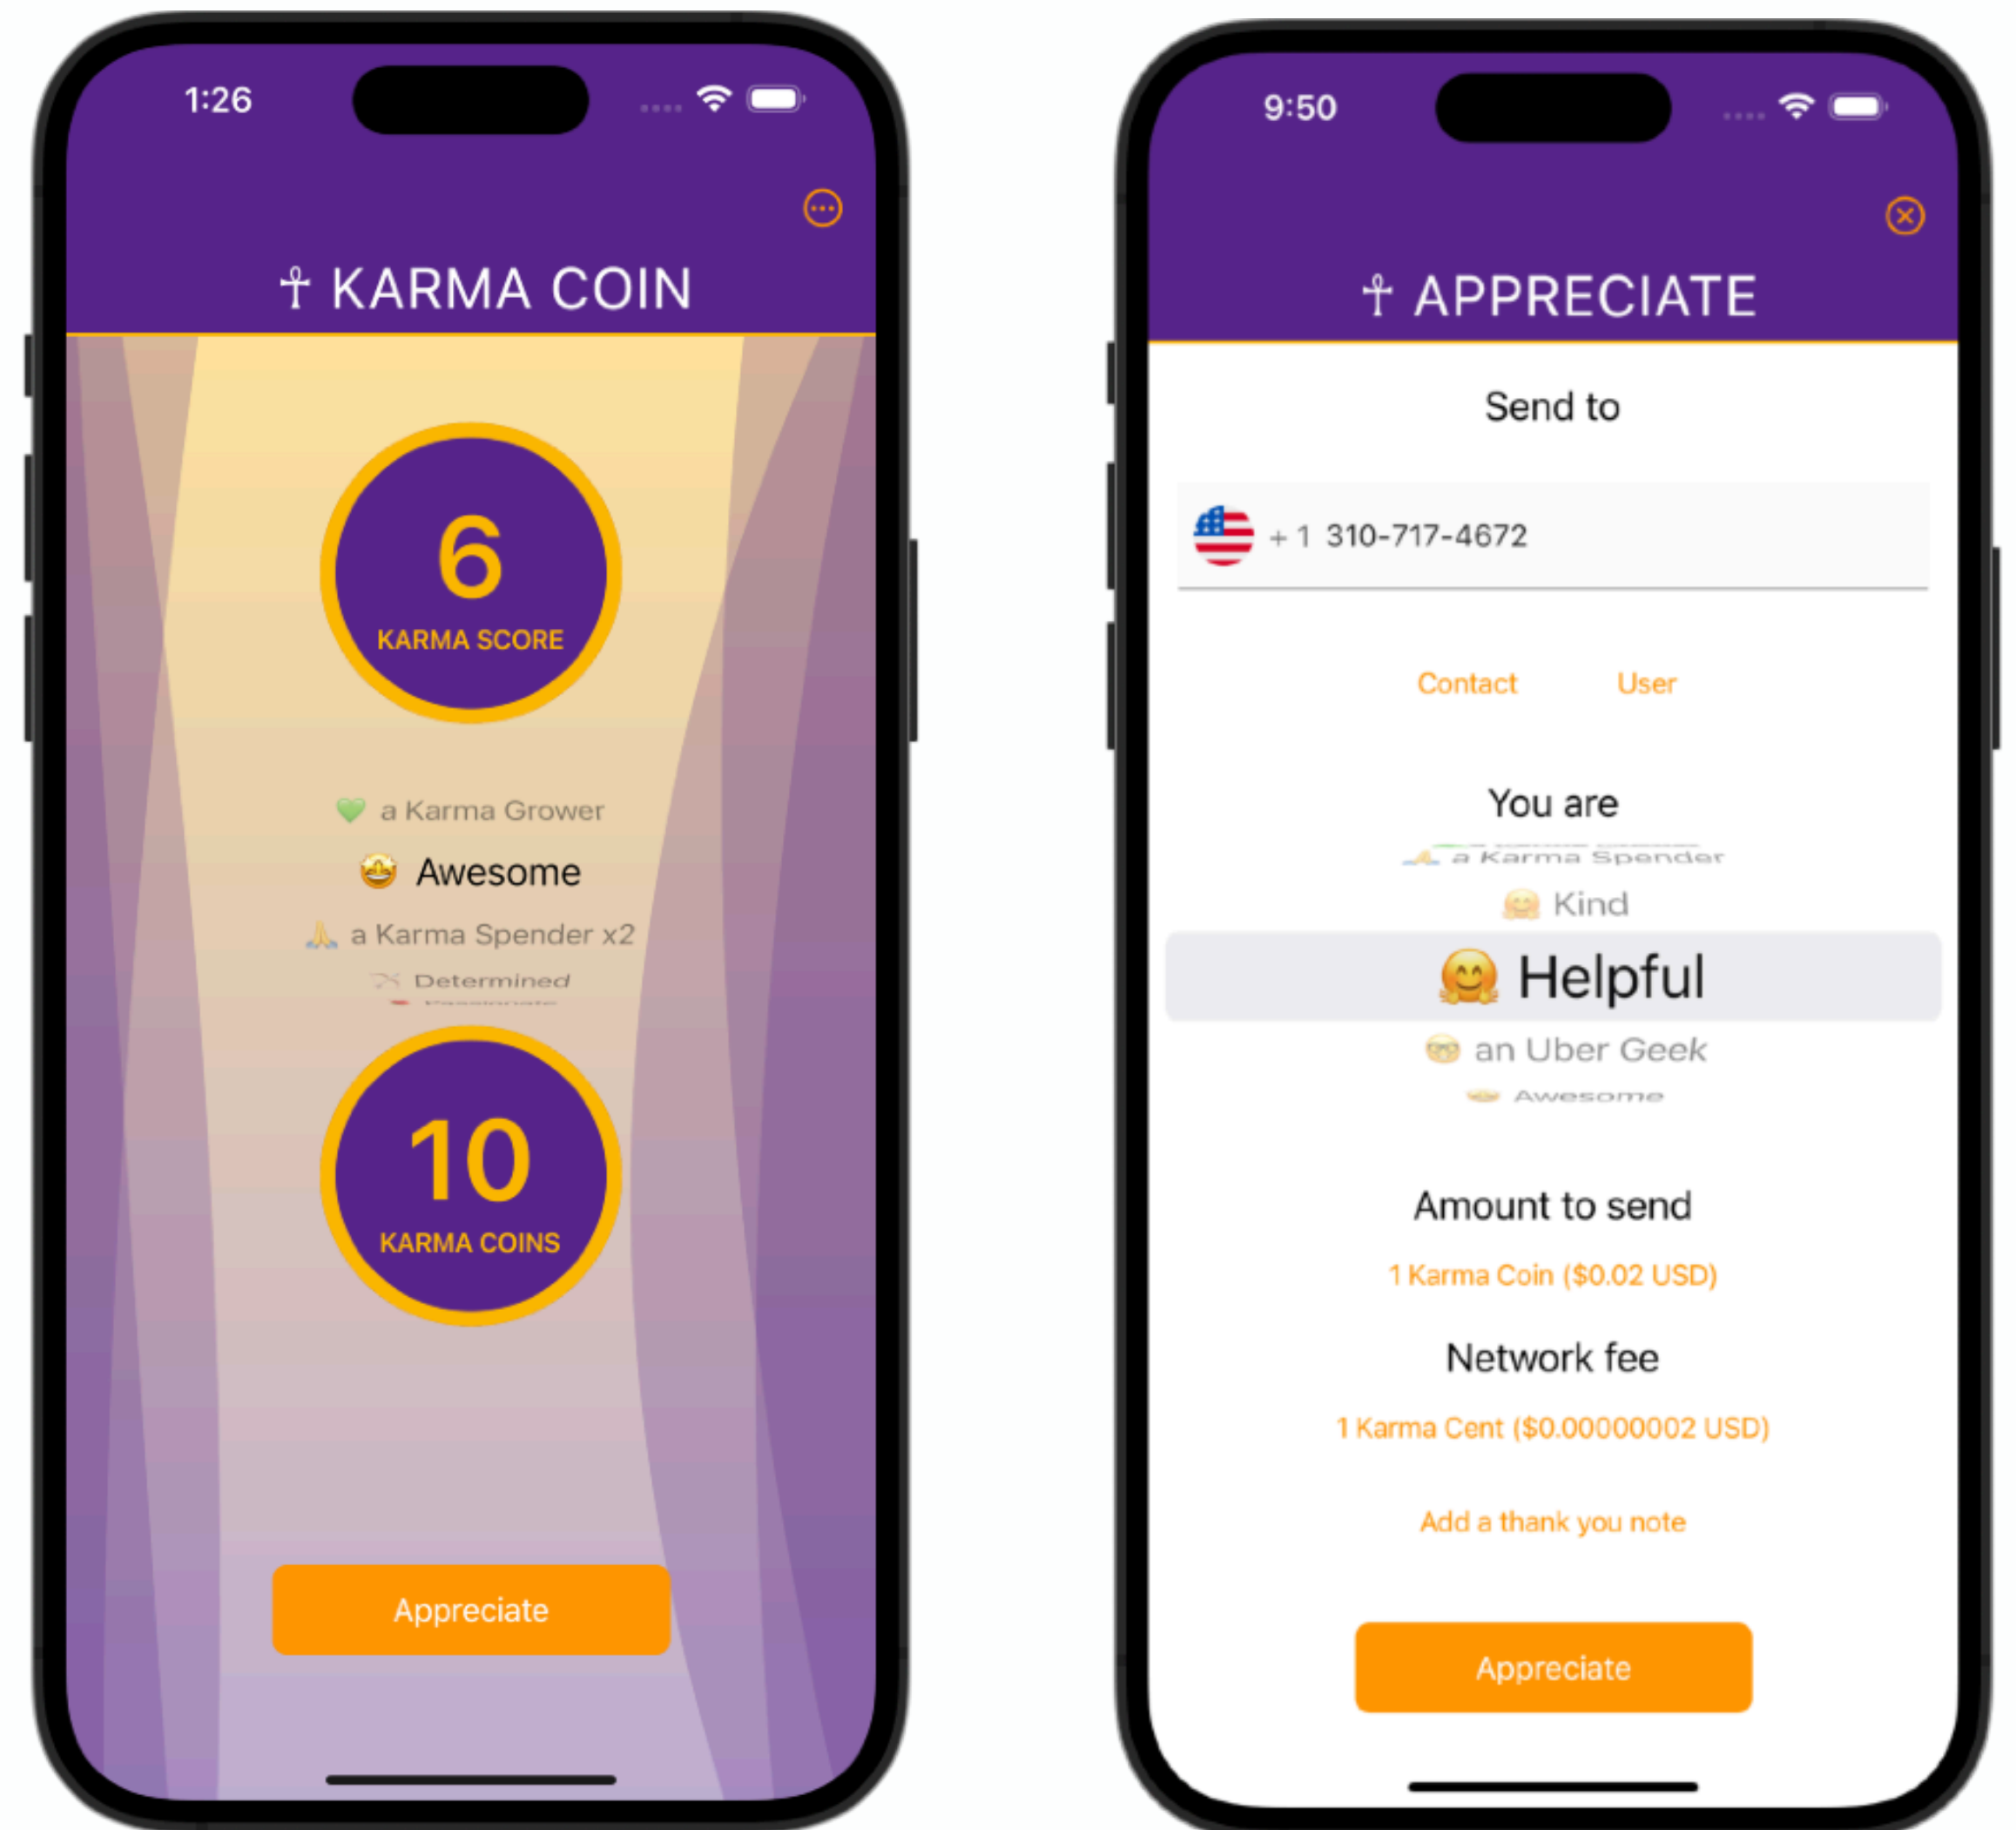 1:26
☥ KARMA COIN
6
KARMA SCORE
💚 a Karma Grower
🤩 Awesome
🙏 a Karma Spender x2
Determined
10
KARMA COINS
Appreciate
9:50
☥ APPRECIATE
Send to
+ 1 310-717-4672
Contact User
You are
🙏 a Karma Spender
🤗 Kind
🤗 Helpful
🤓 an Uber Geek
Awesome
Amount to send
1 Karma Coin ($0.02 USD)
Network fee
1 Karma Cent ($0.00000002 USD)
Add a thank you note
Appreciate